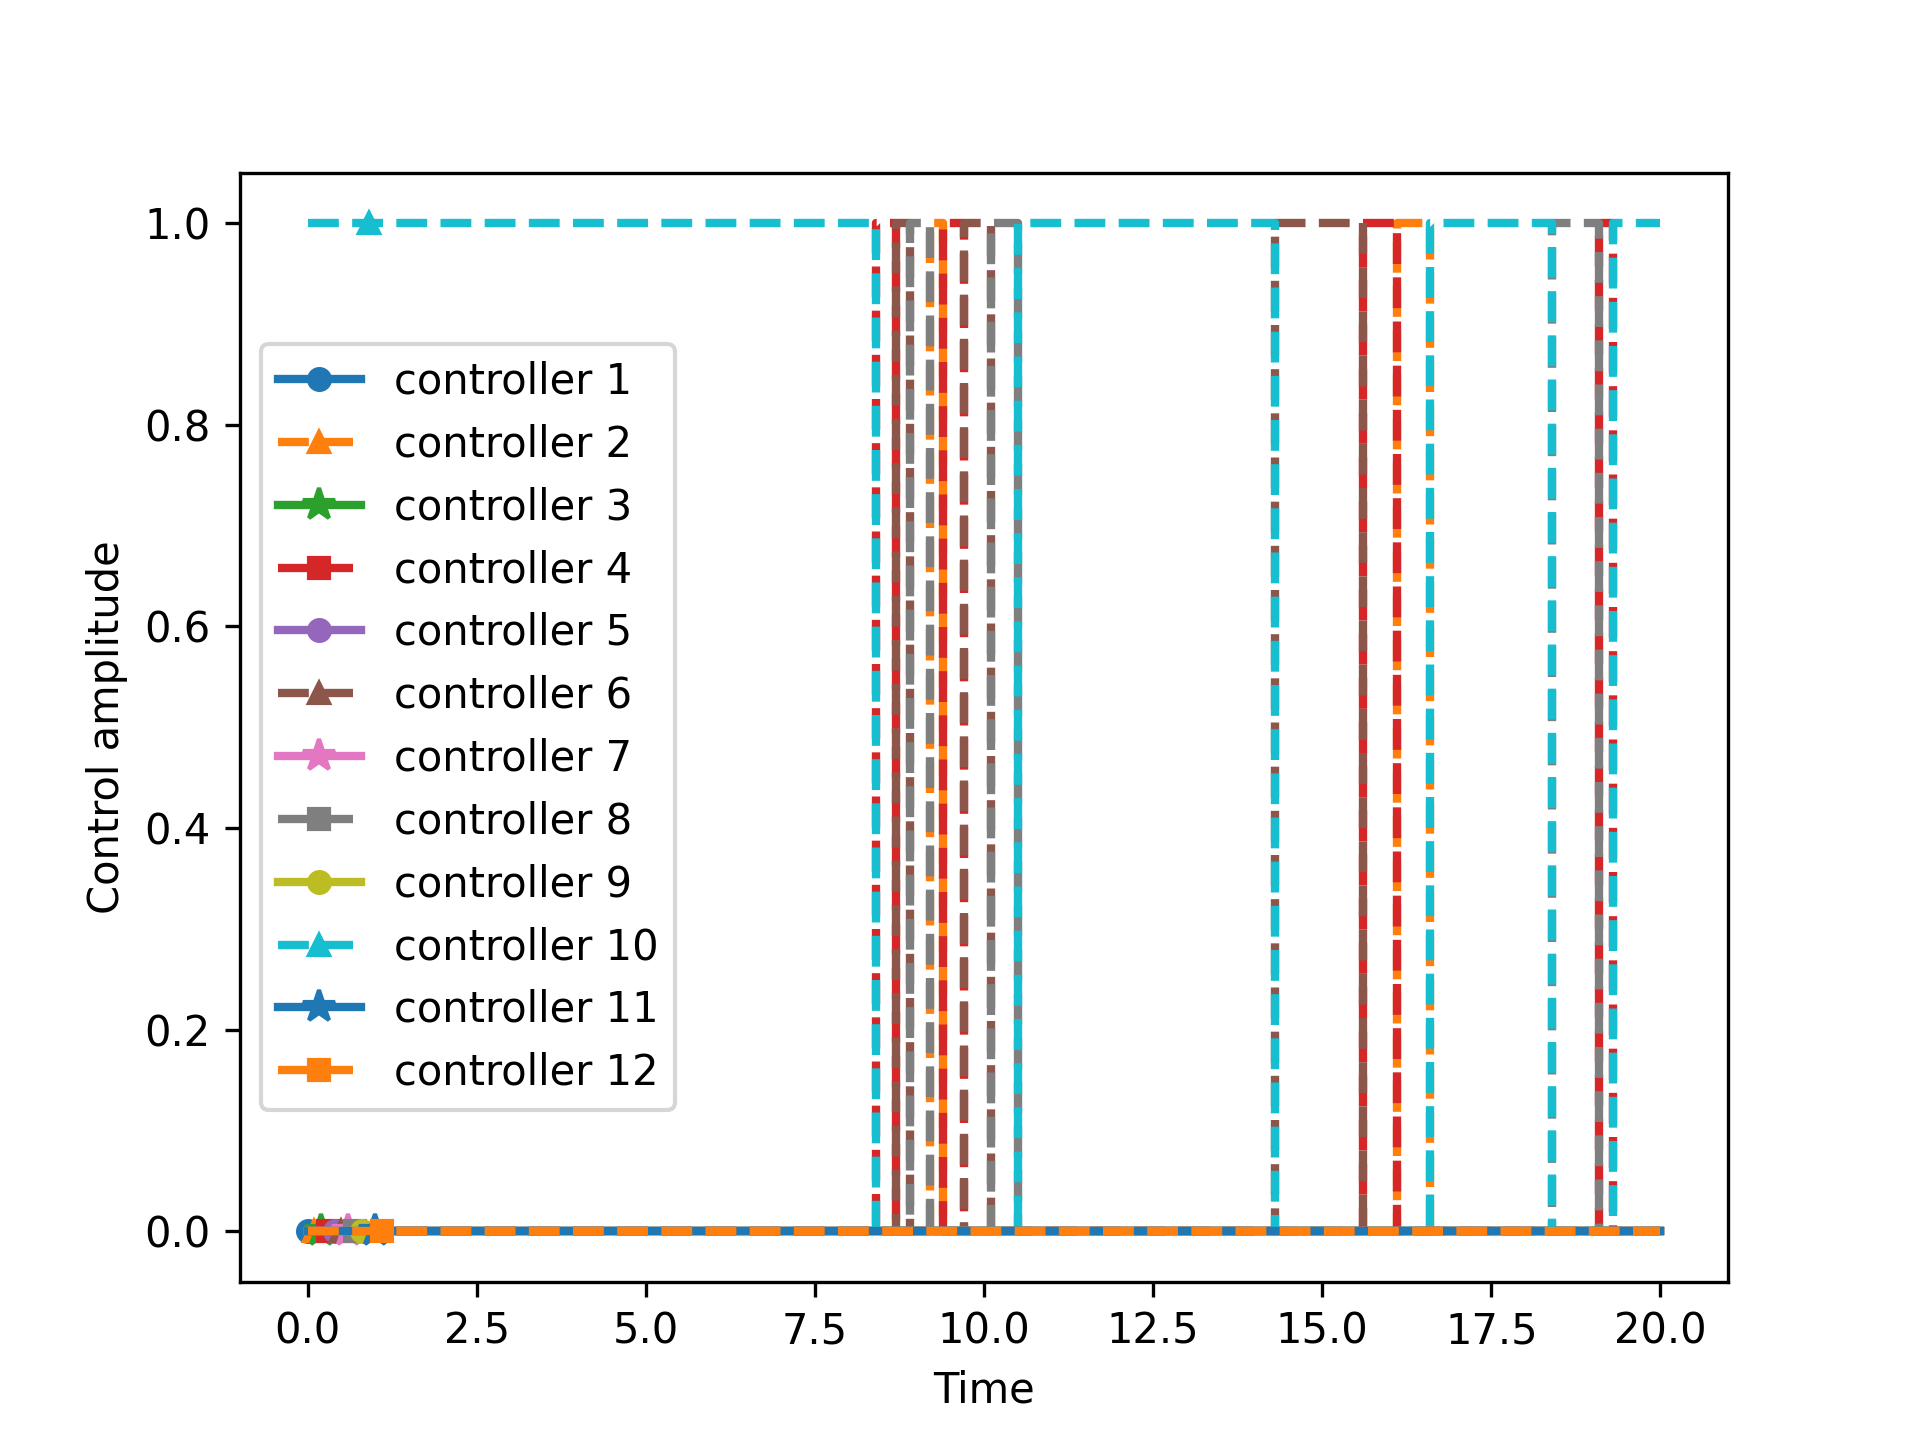 1.0
0.8
0.6
0.4
0.2
0.0
Control amplitude
controller 1
controller 2
controller 3
controller 4
controller 5
controller 6
controller 7
controller 8
controller 9
controller 10
controller 11
controller 12
0.0 2.5 5.0 7.5 10.0 12.5 15.0 17.5 20.0
Time